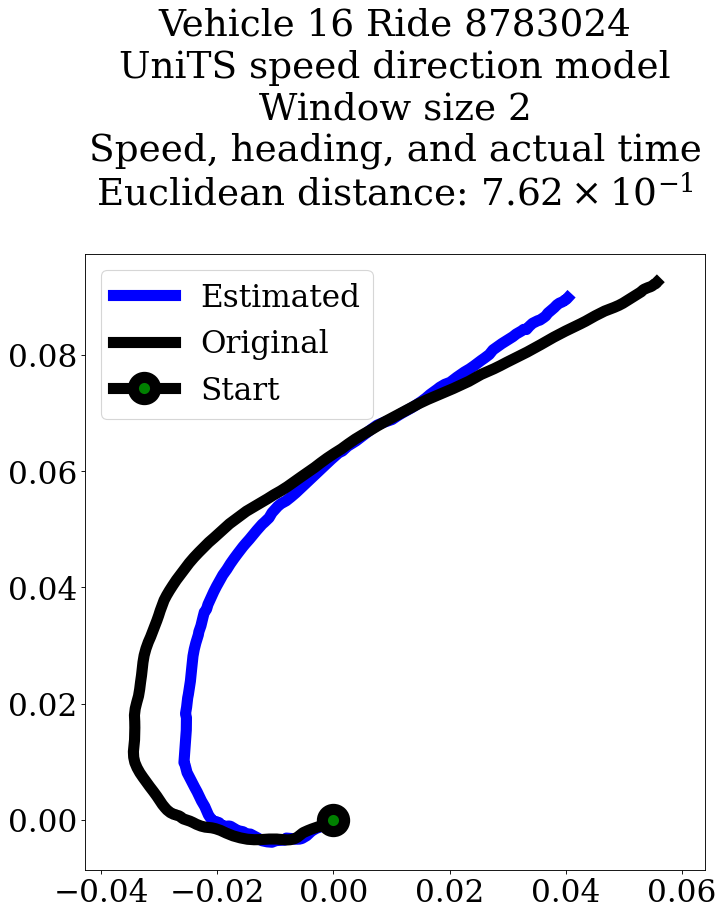 Vehicle 16 Ride 8783024
UniTS speed direction model
Window size 2
Speed, heading, and actual time
Euclidean distance: 7.62 × 10⁻¹
Estimated
Original
Start
0.08
0.06
0.04
0.02
0.00
−0.04 −0.02 0.00 0.02 0.04 0.06